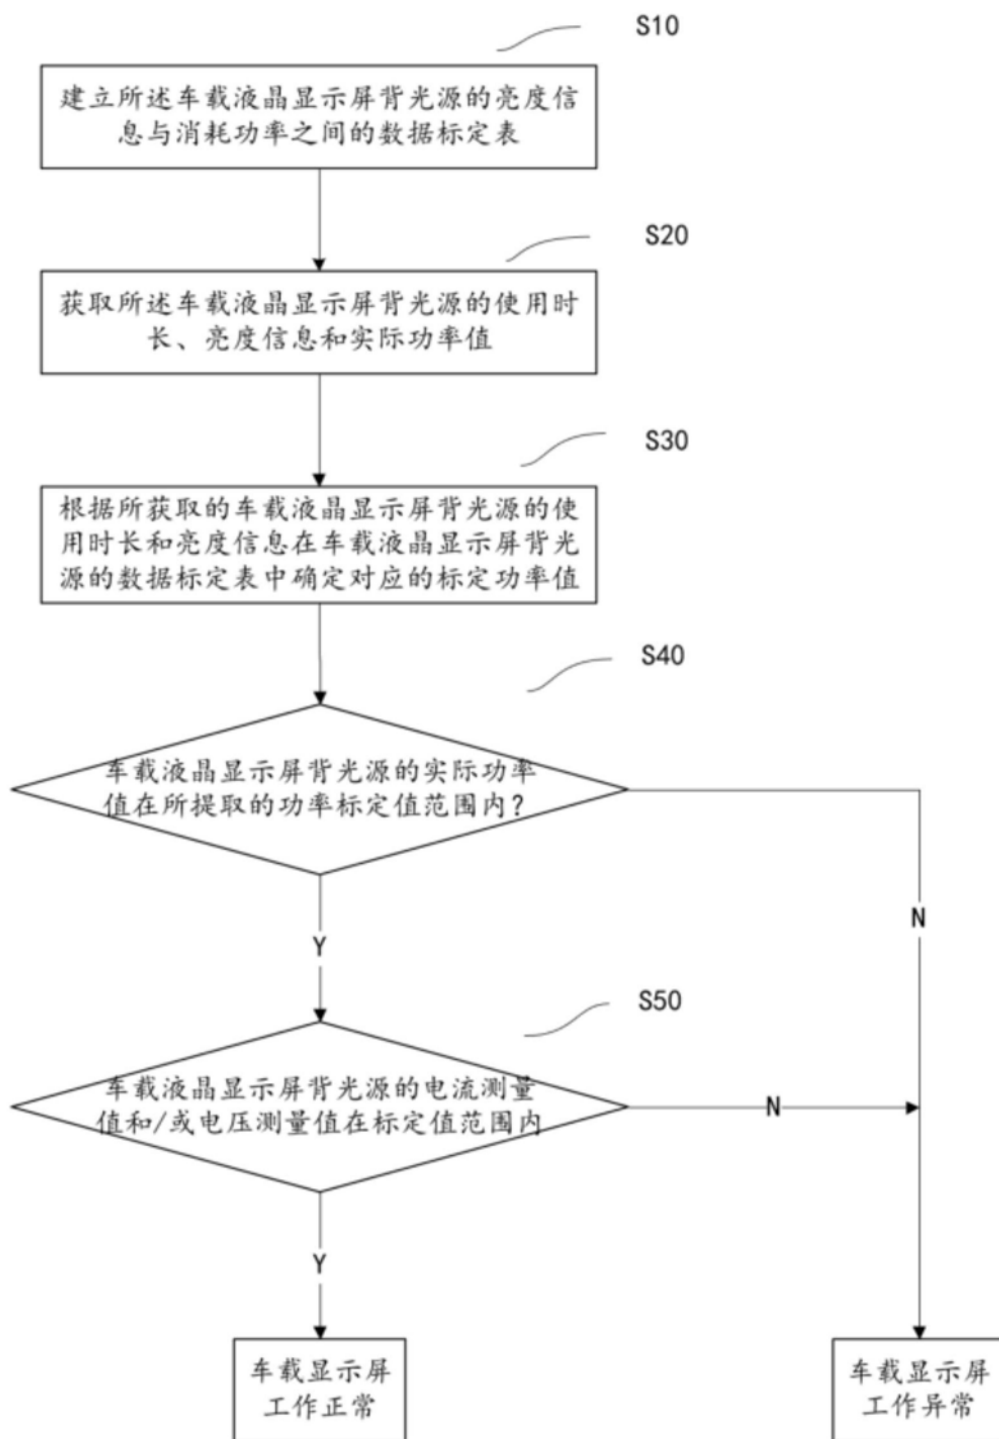 S10
建立所述车载液晶显示屏背光源的亮度信
息与消耗功率之间的数据标定表
S20
获取所述车载液晶显示屏背光源的使用时
长、亮度信息和实际功率值
S30
根据所获取的车载液晶显示屏背光源的使
用时长和亮度信息在车载液晶显示屏背光
源的数据标定表中确定对应的标定功率值
S40
车载液晶显示屏背光源的实际功率
值在所提取的功率标定值范围内？
N
Y
S50
车载液晶显示屏背光源的电流测量
值和/或电压测量值在标定值范围内
N
Y
车载显示屏
工作正常
车载显示屏
工作异常